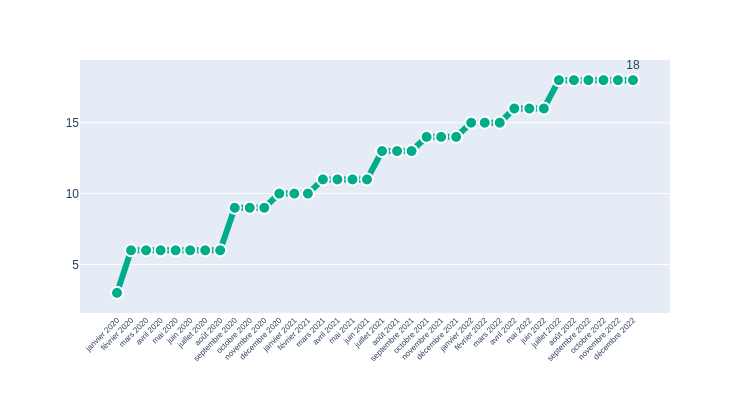 18
15
10
5
janvier 2020
février 2020
mars 2020
avril 2020
mai 2020
juin 2020
juillet 2020
août 2020
septembre 2020
octobre 2020
novembre 2020
décembre 2020
janvier 2021
février 2021
mars 2021
avril 2021
mai 2021
juin 2021
juillet 2021
août 2021
septembre 2021
octobre 2021
novembre 2021
décembre 2021
janvier 2022
février 2022
mars 2022
avril 2022
mai 2022
juin 2022
juillet 2022
août 2022
septembre 2022
octobre 2022
novembre 2022
décembre 2022